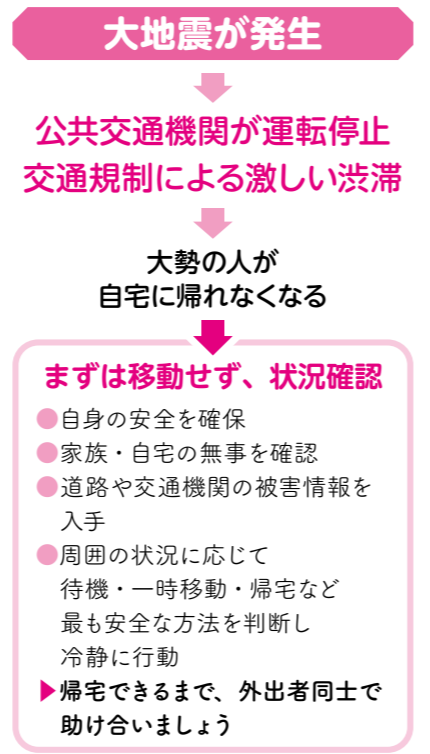 大地震が発生
公共交通機関が運転停止
交通規制による激しい渋滞
大勢の人が
自宅に帰れなくなる
まずは移動せず、状況確認
●自身の安全を確保
●家族・自宅の無事を確認
●道路や交通機関の被害情報を
入手
●周囲の状況に応じて
待機・一時移動・帰宅など
最も安全な方法を判断し
冷静に行動
▶帰宅できるまで、外出者同士で
助け合いましょう